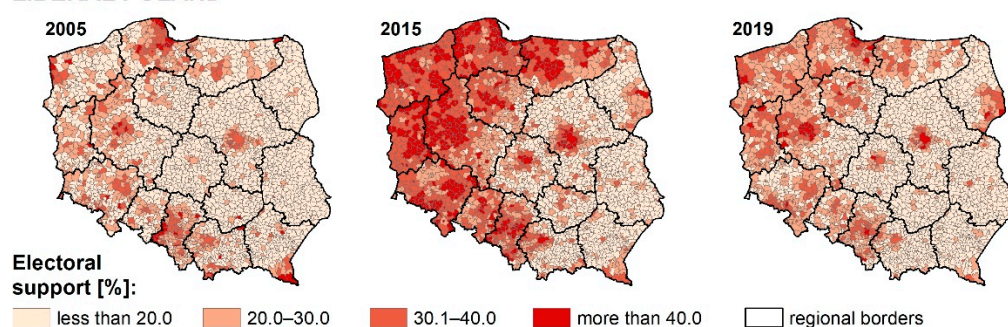 2005
2015
2019
Electoral
support [%]:
less than 20.0
20.0–30.0
30.1–40.0
more than 40.0
regional borders